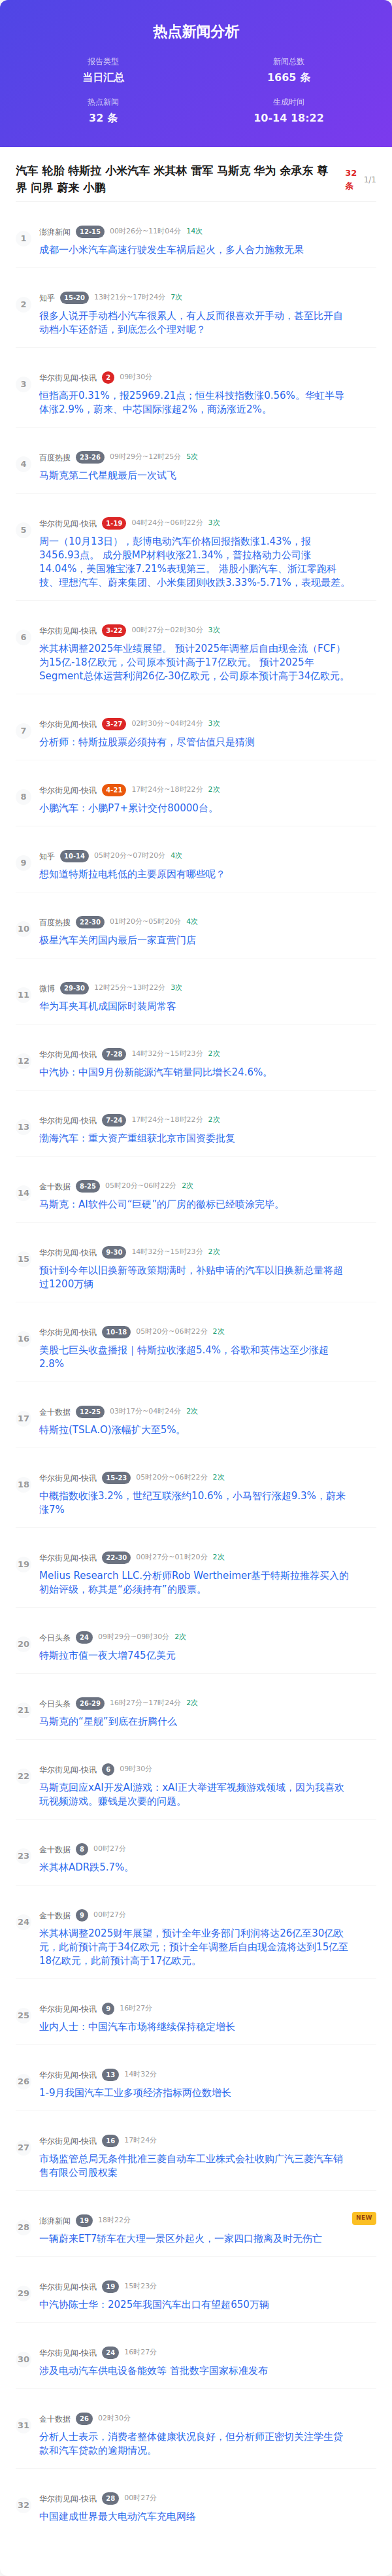 热点新闻分析
报告类型
当日汇总
新闻总数
1665 条
热点新闻
32 条
生成时间
10-14 18:22
汽车 轮胎 特斯拉 小米汽车 米其林 雷军 马斯克 华为 余承东 尊
界 问界 蔚来 小鹏
32
条
1/1
1
澎湃新闻 12-15 00时26分~11时04分 14次
成都一小米汽车高速行驶发生车祸后起火，多人合力施救无果
2
知乎 15-20 13时21分~17时24分 7次
很多人说开手动档小汽车很累人，有人反而很喜欢开手动，甚至比开自
动档小车还舒适，到底怎么个理对呢？
3
华尔街见闻-快讯 2 09时30分
恒指高开0.31%，报25969.21点；恒生科技指数涨0.56%。华虹半导
体涨2.9%，蔚来、中芯国际涨超2%，商汤涨近2%。
4
百度热搜 23-26 09时29分~12时25分 5次
马斯克第二代星舰最后一次试飞
5
华尔街见闻-快讯 1-19 04时24分~06时22分 3次
周一（10月13日），彭博电动汽车价格回报指数涨1.43%，报
3456.93点。 成分股MP材料收涨21.34%，普拉格动力公司涨
14.04%，美国雅宝涨7.21%表现第三。 港股小鹏汽车、浙江零跑科
技、理想汽车、蔚来集团、小米集团则收跌3.33%-5.71%，表现最差。
6
华尔街见闻-快讯 3-22 00时27分~02时30分 3次
米其林调整2025年业绩展望。 预计2025年调整后自由现金流（FCF）
为15亿-18亿欧元，公司原本预计高于17亿欧元。 预计2025年
Segment总体运营利润26亿-30亿欧元，公司原本预计高于34亿欧元。
7
华尔街见闻-快讯 3-27 02时30分~04时24分 3次
分析师：特斯拉股票必须持有，尽管估值只是猜测
8
华尔街见闻-快讯 4-21 17时24分~18时22分 2次
小鹏汽车：小鹏P7+累计交付80000台。
9
知乎 10-14 05时20分~07时20分 4次
想知道特斯拉电耗低的主要原因有哪些呢？
10
百度热搜 22-30 01时20分~05时20分 4次
极星汽车关闭国内最后一家直营门店
11
微博 29-30 12时25分~13时22分 3次
华为耳夹耳机成国际时装周常客
12
华尔街见闻-快讯 7-28 14时32分~15时23分 2次
中汽协：中国9月份新能源汽车销量同比增长24.6%。
13
华尔街见闻-快讯 7-24 17时24分~18时22分 2次
渤海汽车：重大资产重组获北京市国资委批复
14
金十数据 8-25 05时20分~06时22分 2次
马斯克：AI软件公司“巨硬”的厂房的徽标已经喷涂完毕。
15
华尔街见闻-快讯 9-30 14时32分~15时23分 2次
预计到今年以旧换新等政策期满时，补贴申请的汽车以旧换新总量将超
过1200万辆
16
华尔街见闻-快讯 10-18 05时20分~06时22分 2次
美股七巨头收盘播报｜特斯拉收涨超5.4%，谷歌和英伟达至少涨超
2.8%
17
金十数据 12-25 03时17分~04时24分 2次
特斯拉(TSLA.O)涨幅扩大至5%。
18
华尔街见闻-快讯 15-23 05时20分~06时22分 2次
中概指数收涨3.2%，世纪互联涨约10.6%，小马智行涨超9.3%，蔚来
涨7%
19
华尔街见闻-快讯 22-30 00时27分~01时20分 2次
Melius Research LLC.分析师Rob Wertheimer基于特斯拉推荐买入的
初始评级，称其是“必须持有”的股票。
20
今日头条 24 09时29分~09时30分 2次
特斯拉市值一夜大增745亿美元
21
今日头条 26-29 16时27分~17时24分 2次
马斯克的“星舰”到底在折腾什么
22
华尔街见闻-快讯 6 09时30分
马斯克回应xAI开发AI游戏：xAI正大举进军视频游戏领域，因为我喜欢
玩视频游戏。赚钱是次要的问题。
23
金十数据 8 00时27分
米其林ADR跌5.7%。
24
金十数据 9 00时27分
米其林调整2025财年展望，预计全年业务部门利润将达26亿至30亿欧
元，此前预计高于34亿欧元；预计全年调整后自由现金流将达到15亿至
18亿欧元，此前预计高于17亿欧元。
25
华尔街见闻-快讯 9 16时27分
业内人士：中国汽车市场将继续保持稳定增长
26
华尔街见闻-快讯 13 14时32分
1-9月我国汽车工业多项经济指标两位数增长
27
华尔街见闻-快讯 16 17时24分
市场监管总局无条件批准三菱自动车工业株式会社收购广汽三菱汽车销
售有限公司股权案
28
澎湃新闻 19 18时22分
NEW
一辆蔚来ET7轿车在大理一景区外起火，一家四口撤离及时无伤亡
29
华尔街见闻-快讯 19 15时23分
中汽协陈士华：2025年我国汽车出口有望超650万辆
30
华尔街见闻-快讯 24 16时27分
涉及电动汽车供电设备能效等 首批数字国家标准发布
31
金十数据 26 02时30分
分析人士表示，消费者整体健康状况良好，但分析师正密切关注学生贷
款和汽车贷款的逾期情况。
32
华尔街见闻-快讯 28 00时27分
中国建成世界最大电动汽车充电网络